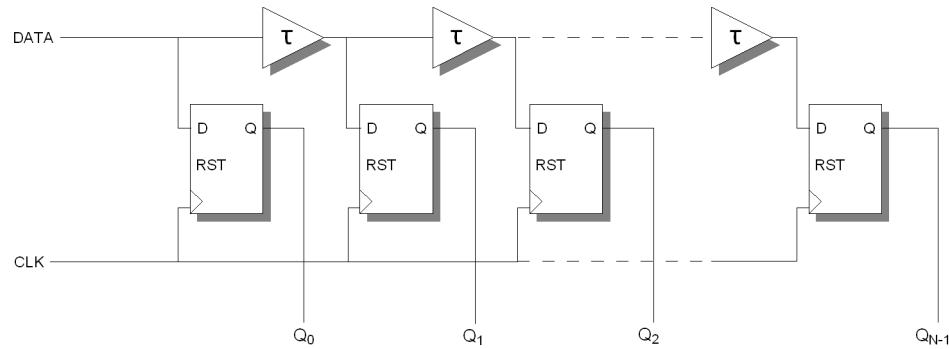 DATA τ τ τ
D Q D Q D Q D Q
RST RST RST RST
CLK
Q0 Q1 Q2 QN-1